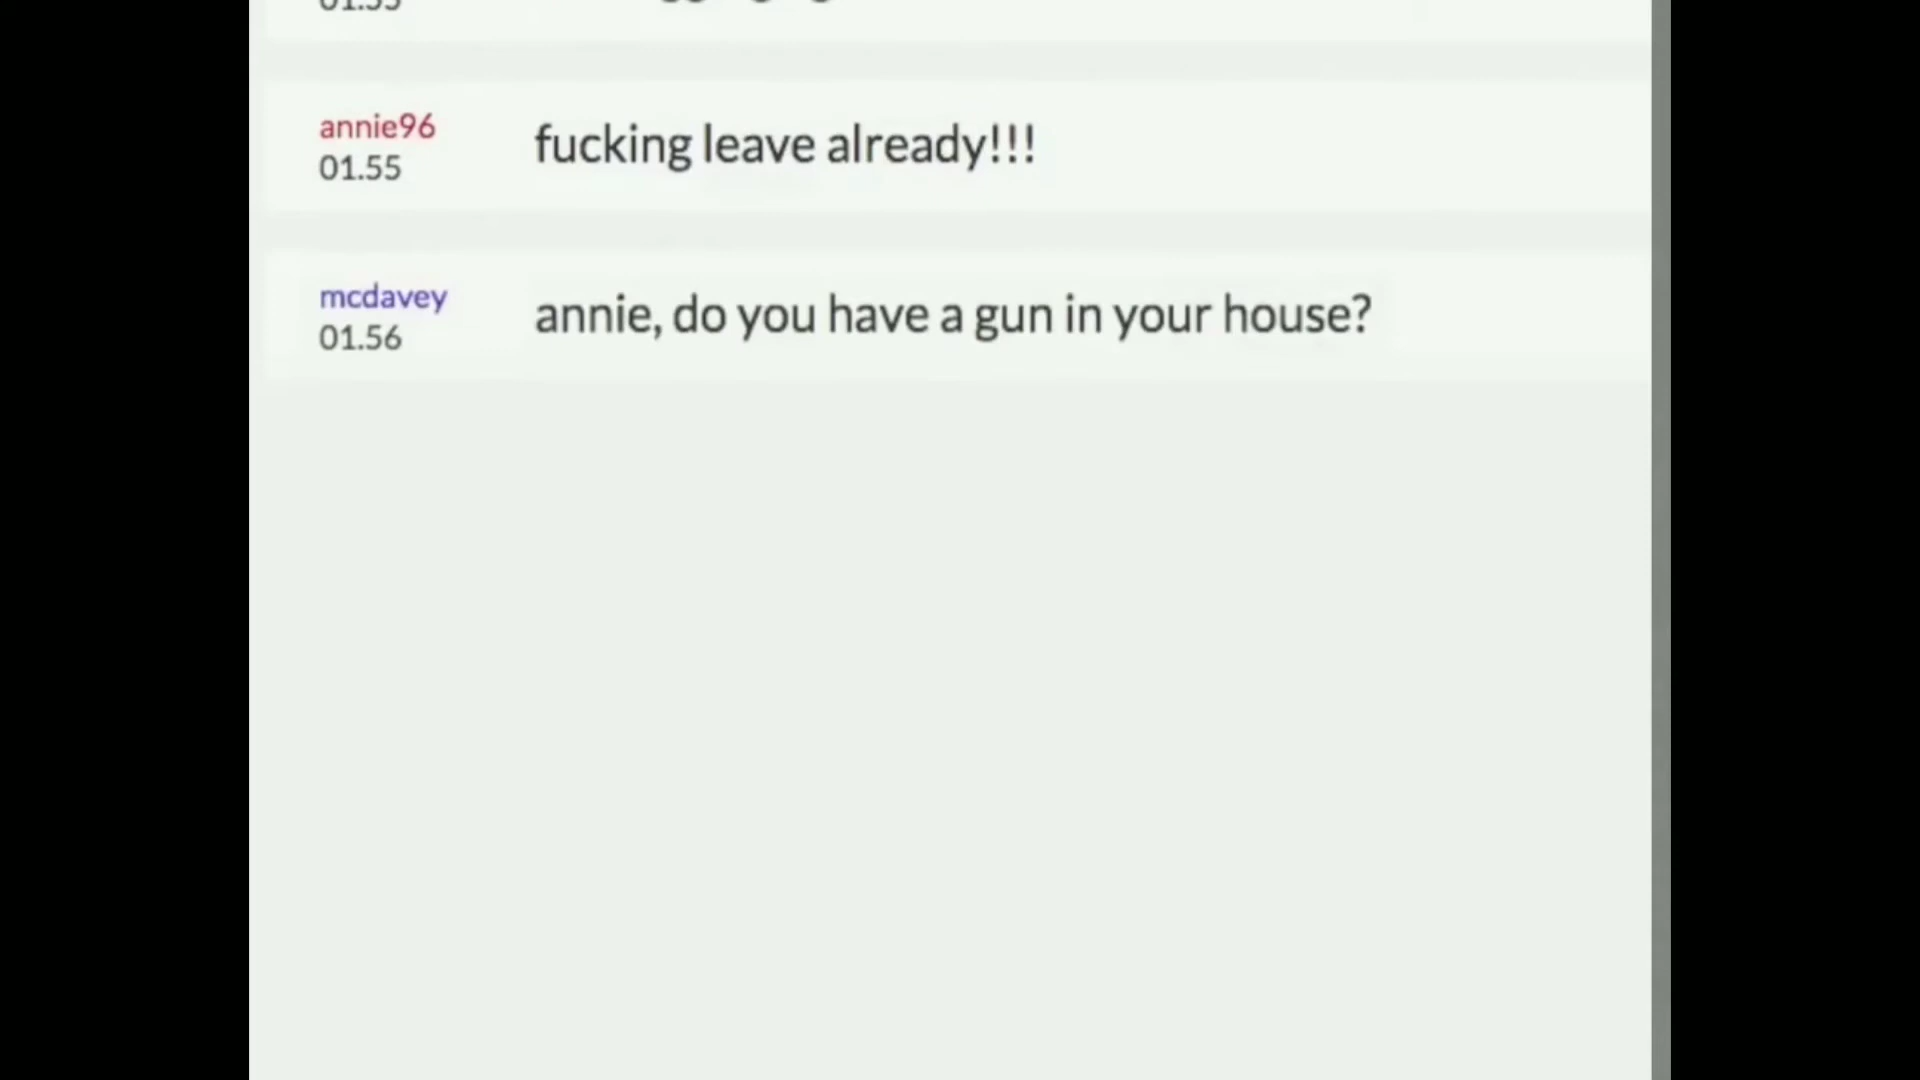 annie96
01.55
fucking leave already!!!
mcdavey
01.56
annie, do you have a gun in your house?